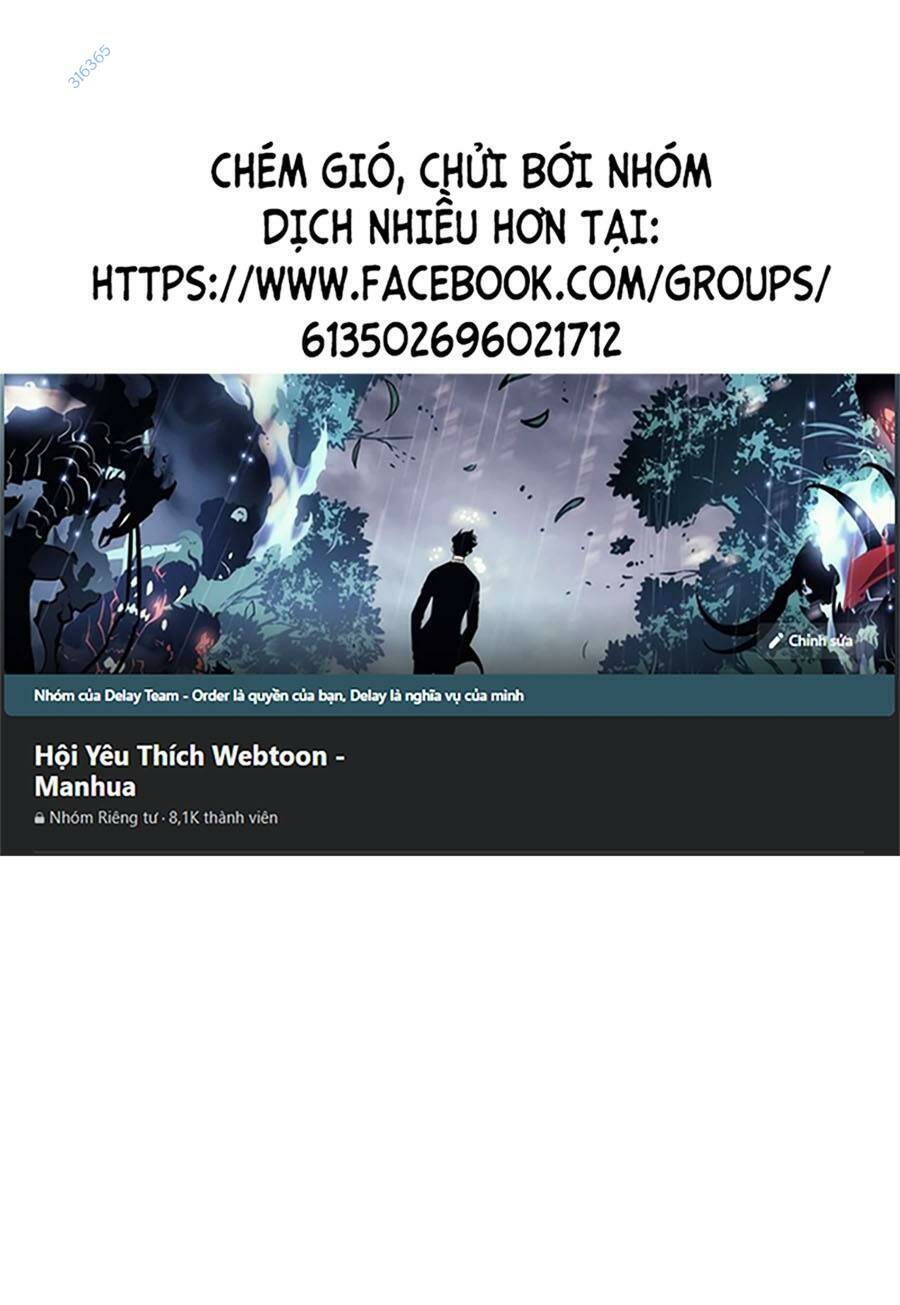 316365
CHÉM GIÓ, CHỬI BỚI NHÓM
DỊCH NHIỀU HƠN TẠI:
HTTPS://WWW.FACEBOOK.COM/GROUPS/
613502696021712
Chỉnh sửa
Nhóm của Delay Team - Order là quyền của bạn, Delay là nghĩa vụ của mình
Hội Yêu Thích Webtoon -
Manhua
Nhóm Riêng tư · 8,1K thành viên